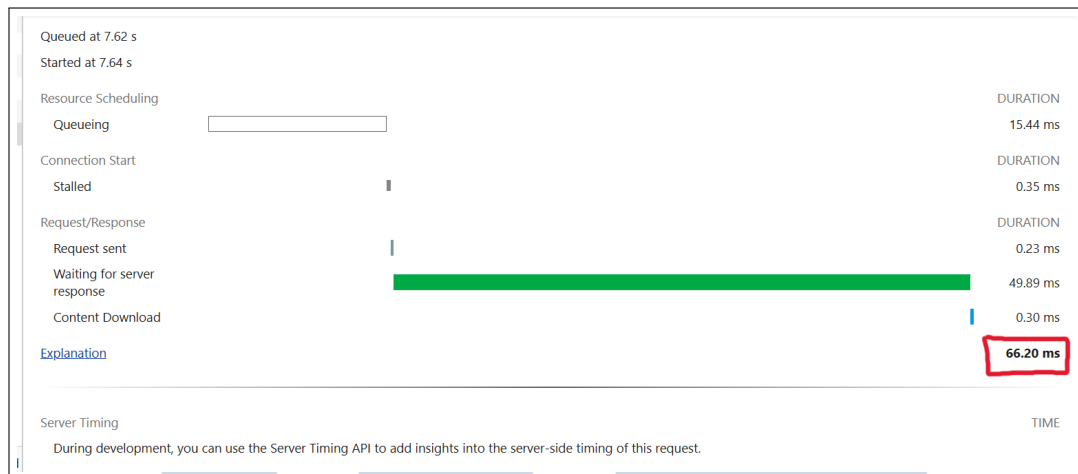 Queued at 7.62 s
Started at 7.64 s
Resource Scheduling DURATION
Queueing 15.44 ms
Connection Start DURATION
Stalled 0.35 ms
Request/Response DURATION
Request sent 0.23 ms
Waiting for server
response 49.89 ms
Content Download 0.30 ms
Explanation 66.20 ms
Server Timing TIME
During development, you can use the Server Timing API to add insights into the server-side timing of this request.